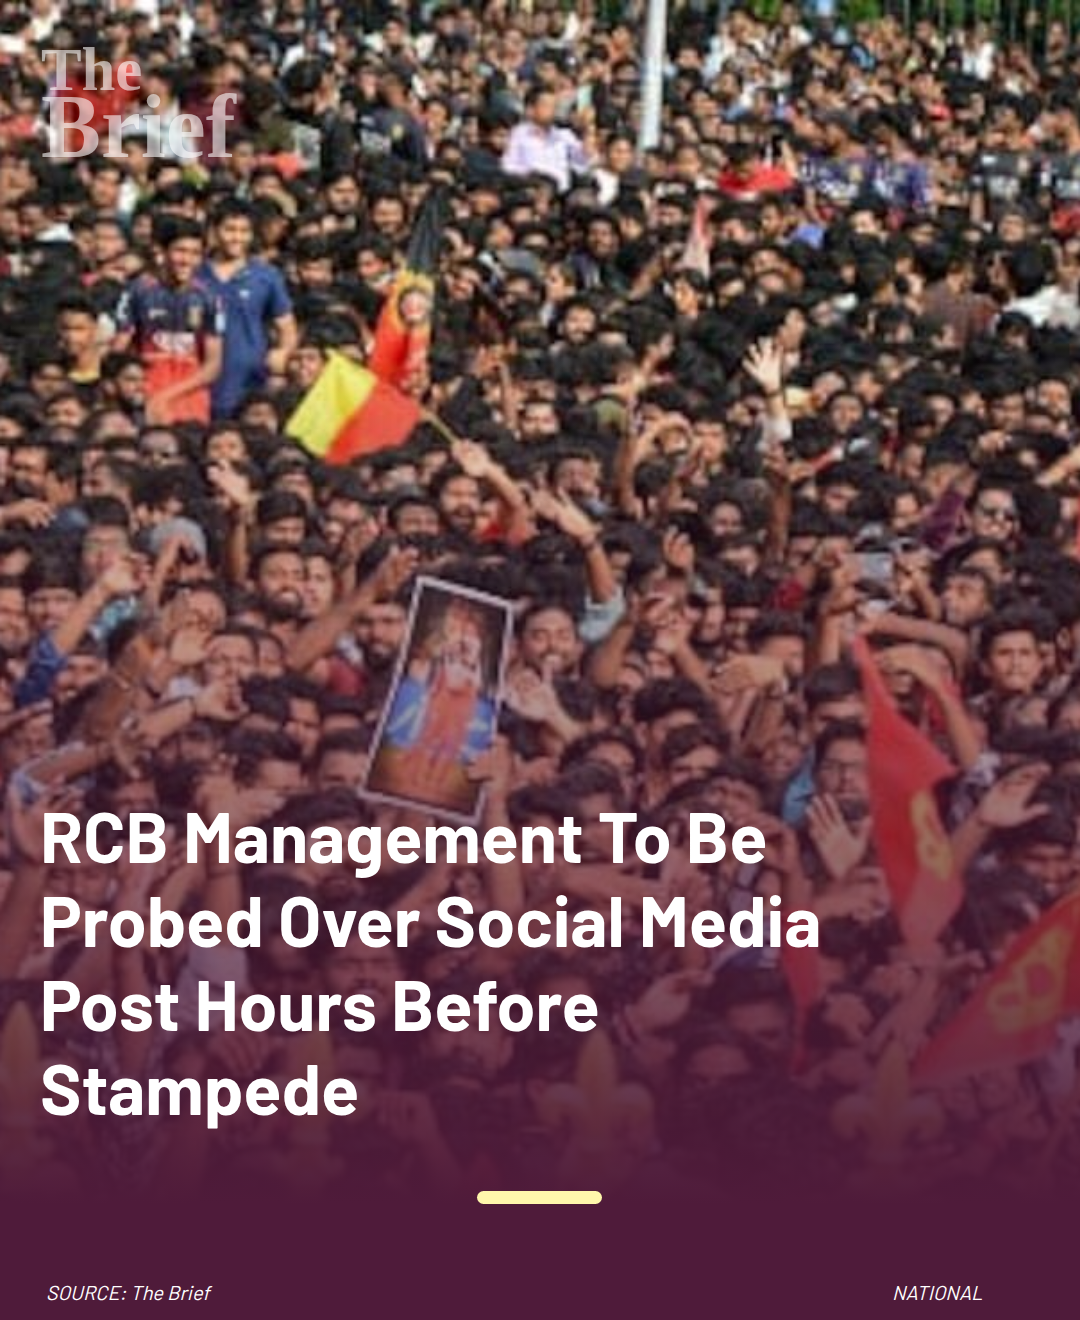 The
Brief
RCB Management To Be
Probed Over Social Media
Post Hours Before
Stampede
SOURCE: The Brief
NATIONAL